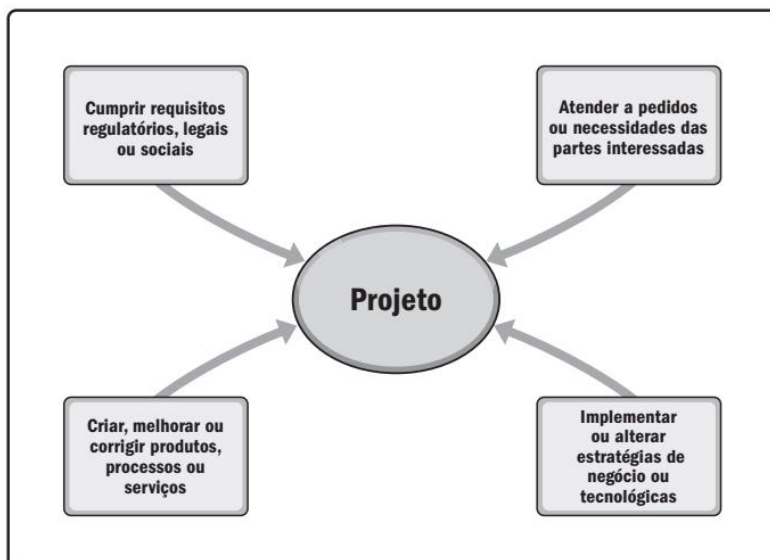 Cumprir requisitos
regulatórios, legais
ou sociais
Atender a pedidos
ou necessidades das
partes interessadas
Projeto
Criar, melhorar ou
corrigir produtos,
processos ou
serviços
Implementar
ou alterar
estratégias de
negócio ou
tecnológicas